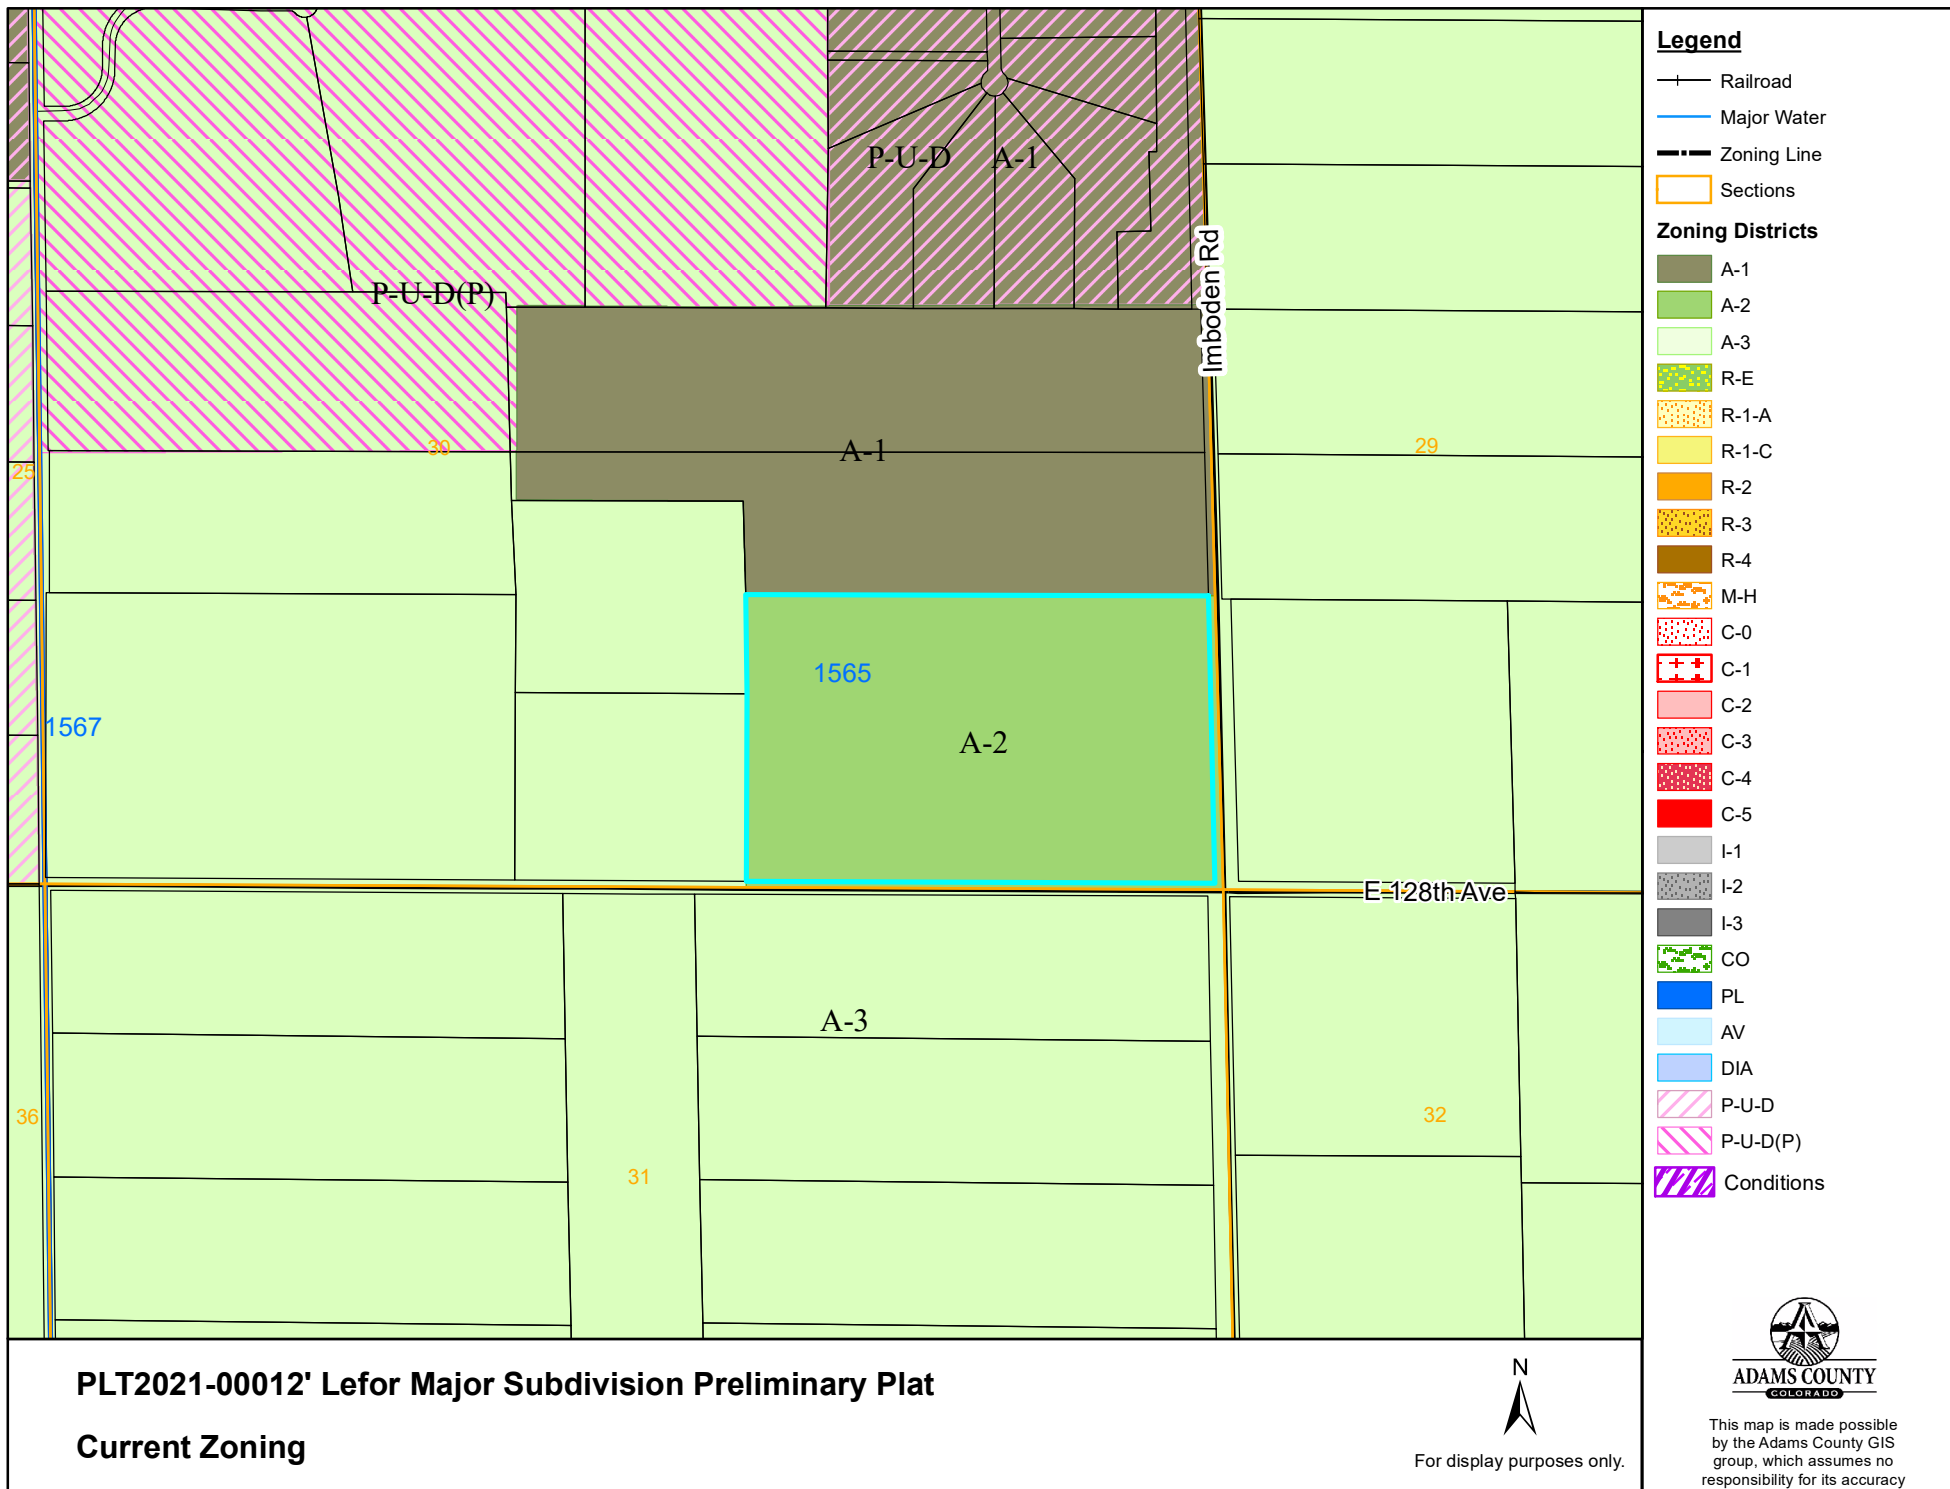 P-U-D
A-1
Imboden Rd
P-U-D(P)
30
A-1
29
25
1565
1567
A-2
E 128th Ave
A-3
36
32
31
Legend
Railroad
Major Water
Zoning Line
Sections
Zoning Districts
A-1
A-2
A-3
R-E
R-1-A
R-1-C
R-2
R-3
R-4
M-H
C-0
C-1
C-2
C-3
C-4
C-5
I-1
I-2
I-3
CO
PL
AV
DIA
P-U-D
P-U-D(P)
Conditions
PLT2021-00012' Lefor Major Subdivision Preliminary Plat
Current Zoning
N
For display purposes only.
ADAMS COUNTY
COLORADO
This map is made possible
by the Adams County GIS
group, which assumes no
responsibility for its accuracy